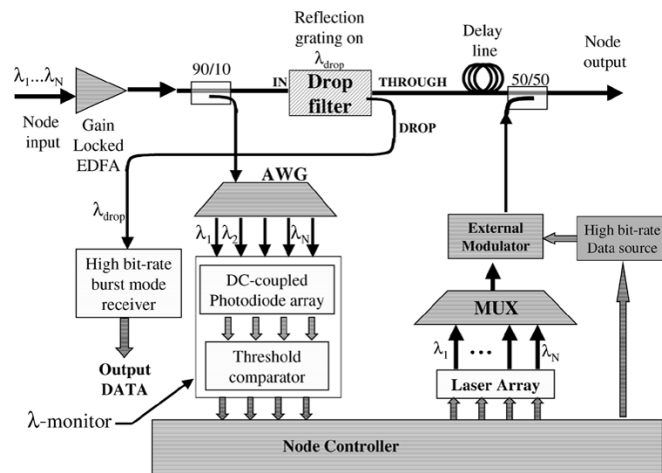 Reflection
grating on
λdrop
Delay
line
Node
output
λ1...λN
90/10
IN
Drop
filter
THROUGH
50/50
Node
input
Gain
Locked
EDFA
DROP
AWG
λdrop
λ1
λ2
λN
External
Modulator
High bit-rate
Data source
High bit-rate
burst mode
receiver
DC-coupled
Photodiode array
MUX
Output
DATA
Threshold
comparator
λ1
...
λN
Laser Array
λ-monitor
Node Controller